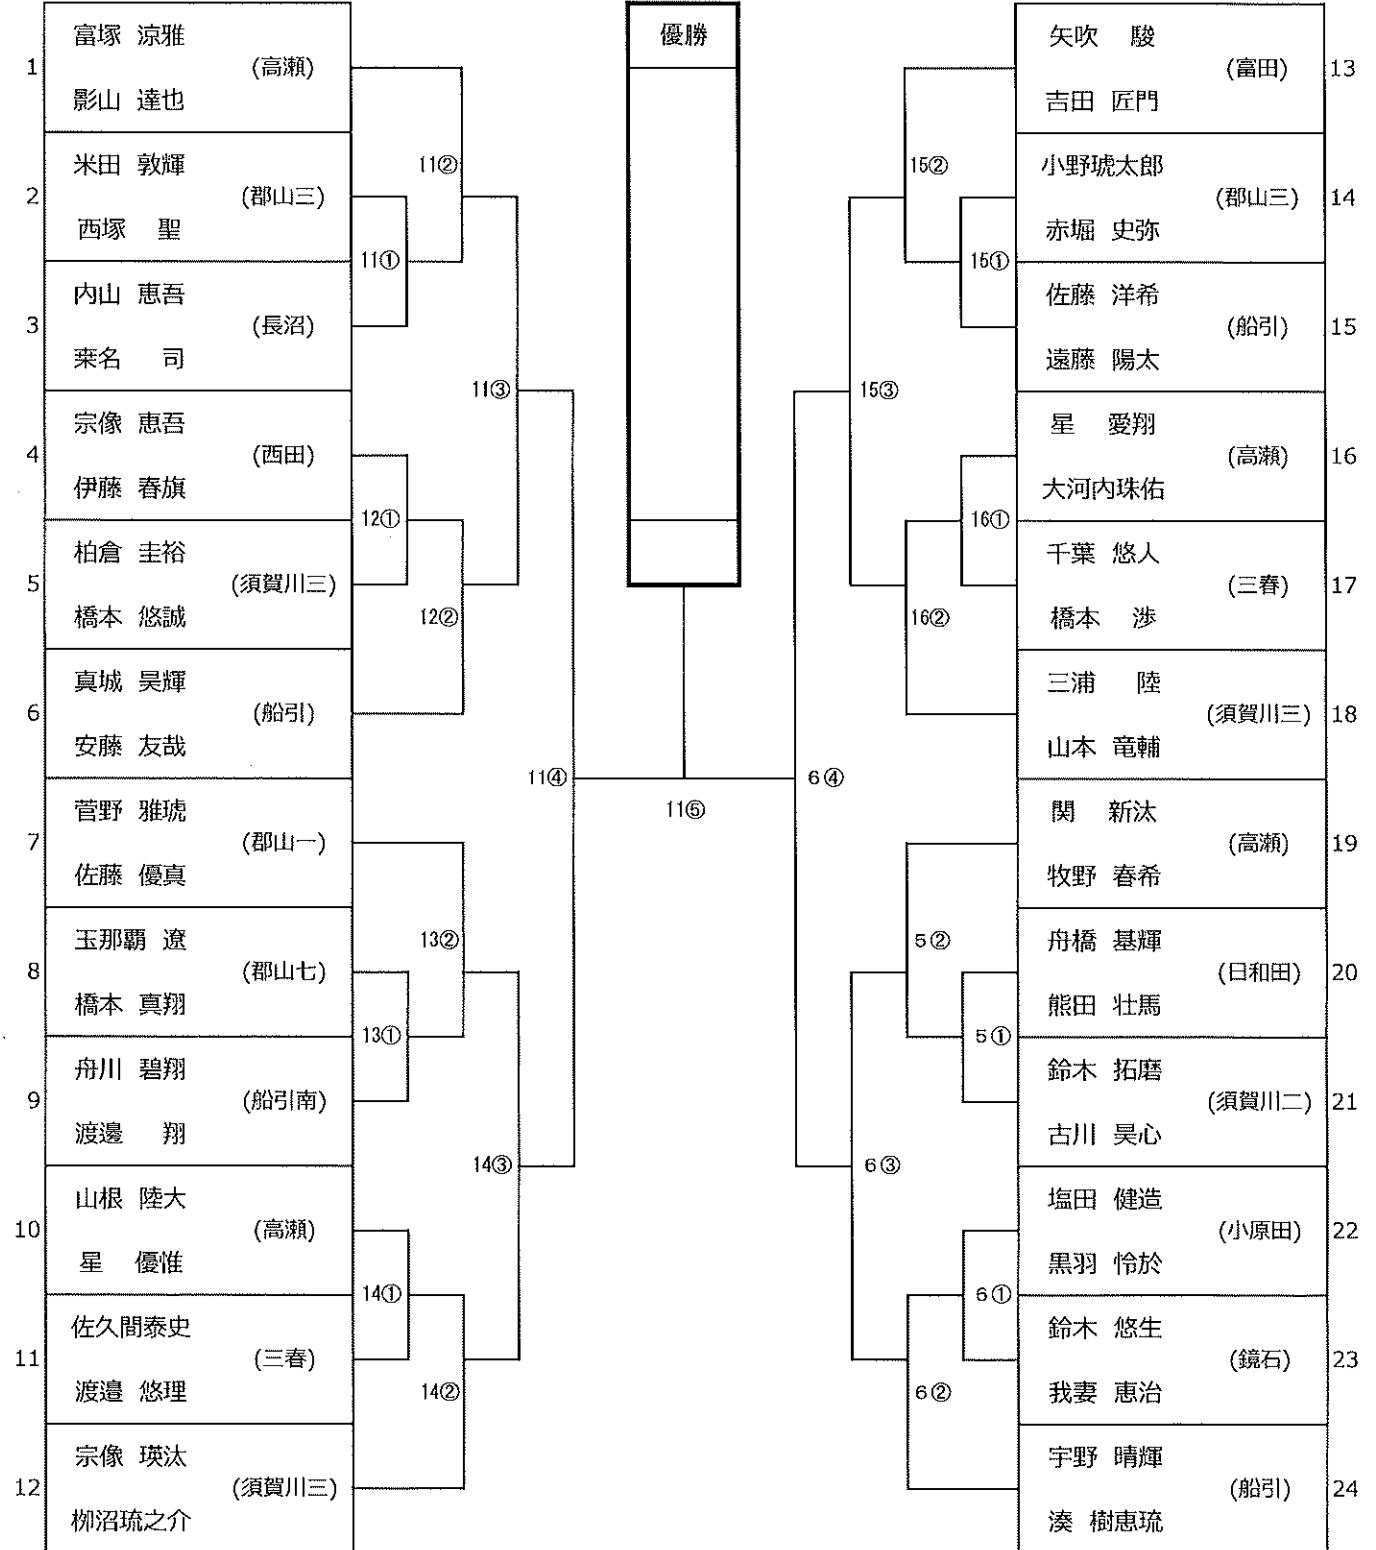 優勝
富塚 涼雅
1 (高瀬)
影山 達也
米田 敦輝
2 (郡山三)
西塚 聖
内山 恵吾
3 (長沼)
桒名 司
宗像 恵吾
4 (西田)
伊藤 春旗
柏倉 圭裕
5 (須賀川三)
橋本 悠誠
真城 昊輝
6 (船引)
安藤 友哉
菅野 雅琥
7 (郡山一)
佐藤 優真
玉那覇 遼
8 (郡山七)
橋本 真翔
舟川 碧翔
9 (船引南)
渡邊 翔
山根 陸大
10 (高瀬)
星 優惟
佐久間泰史
11 (三春)
渡邉 悠理
宗像 瑛汰
12 (須賀川三)
栁沼琉之介
11②
11①
11③
12①
12②
11④
13②
13①
14③
14①
14②
11⑤
15②
15①
15③
16①
16②
6④
5②
5①
6③
6①
6②
矢吹 駿
(富田) 13
吉田 匠門
小野琥太郎
(郡山三) 14
赤堀 史弥
佐藤 洋希
(船引) 15
遠藤 陽太
星 愛翔
(高瀬) 16
大河内珠佑
千葉 悠人
(三春) 17
橋本 渉
三浦 陸
(須賀川三) 18
山本 竜輔
関 新汰
(高瀬) 19
牧野 春希
舟橋 基輝
(日和田) 20
熊田 壮馬
鈴木 拓磨
(須賀川二) 21
古川 昊心
塩田 健造
(小原田) 22
黒羽 怜於
鈴木 悠生
(鏡石) 23
我妻 恵治
宇野 晴輝
(船引) 24
湊 樹恵琉